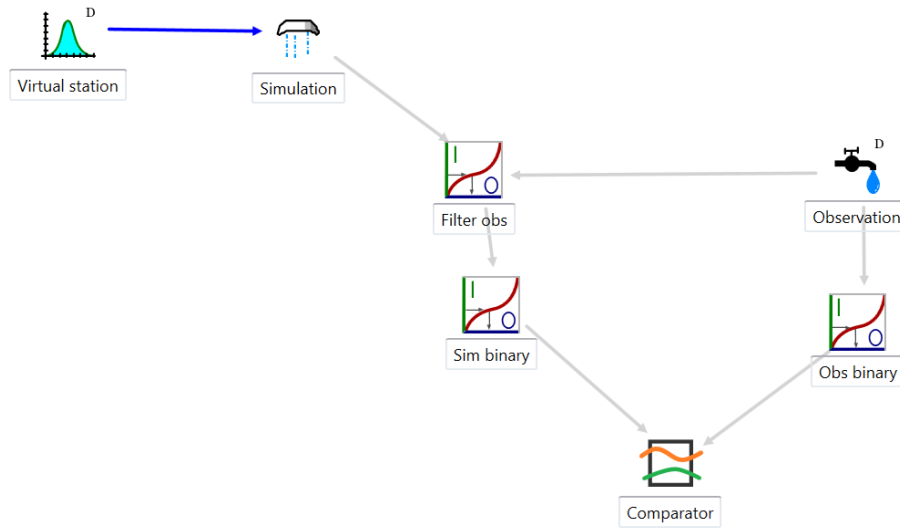 D
Virtual station
Simulation
I
O
Filter obs
D
Observation
I
O
Sim binary
I
O
Obs binary
Comparator